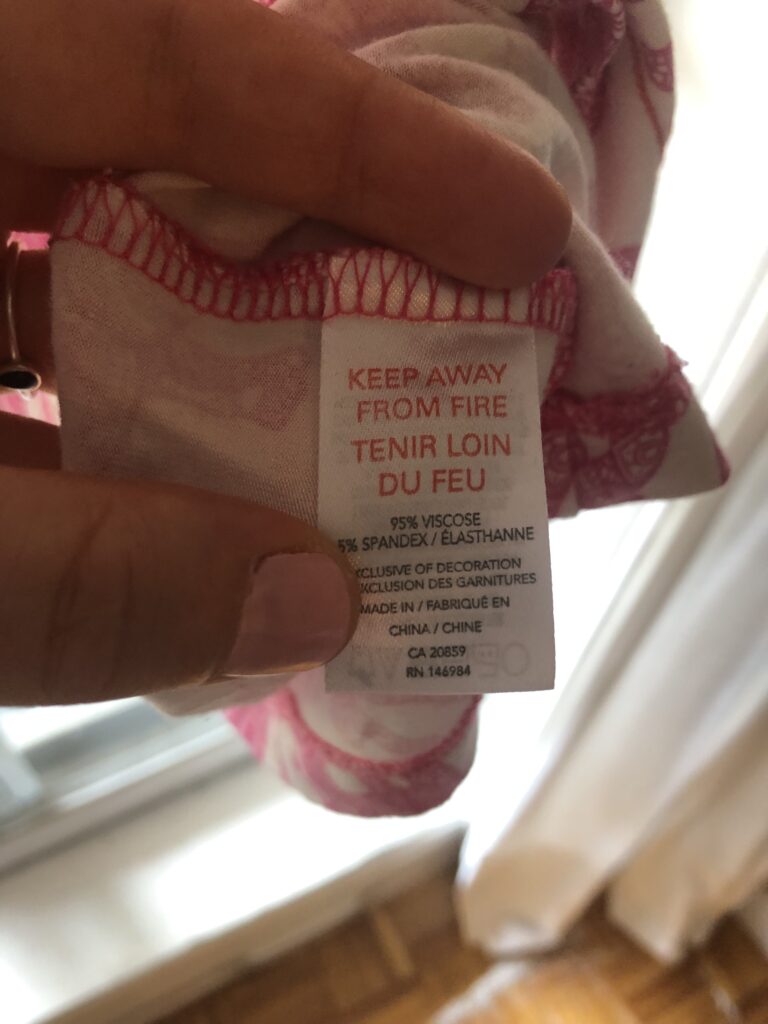 KEEP AWAY
FROM FIRE
TENIR LOIN
DU FEU
95% VISCOSE
5% SPANDEX / ÉLASTHANNE
XCLUSIVE OF DECORATION
XCLUSION DES GARNITURES
MADE IN / FABRIQUÉ EN
CHINA / CHINE
CA 20859
RN 146984